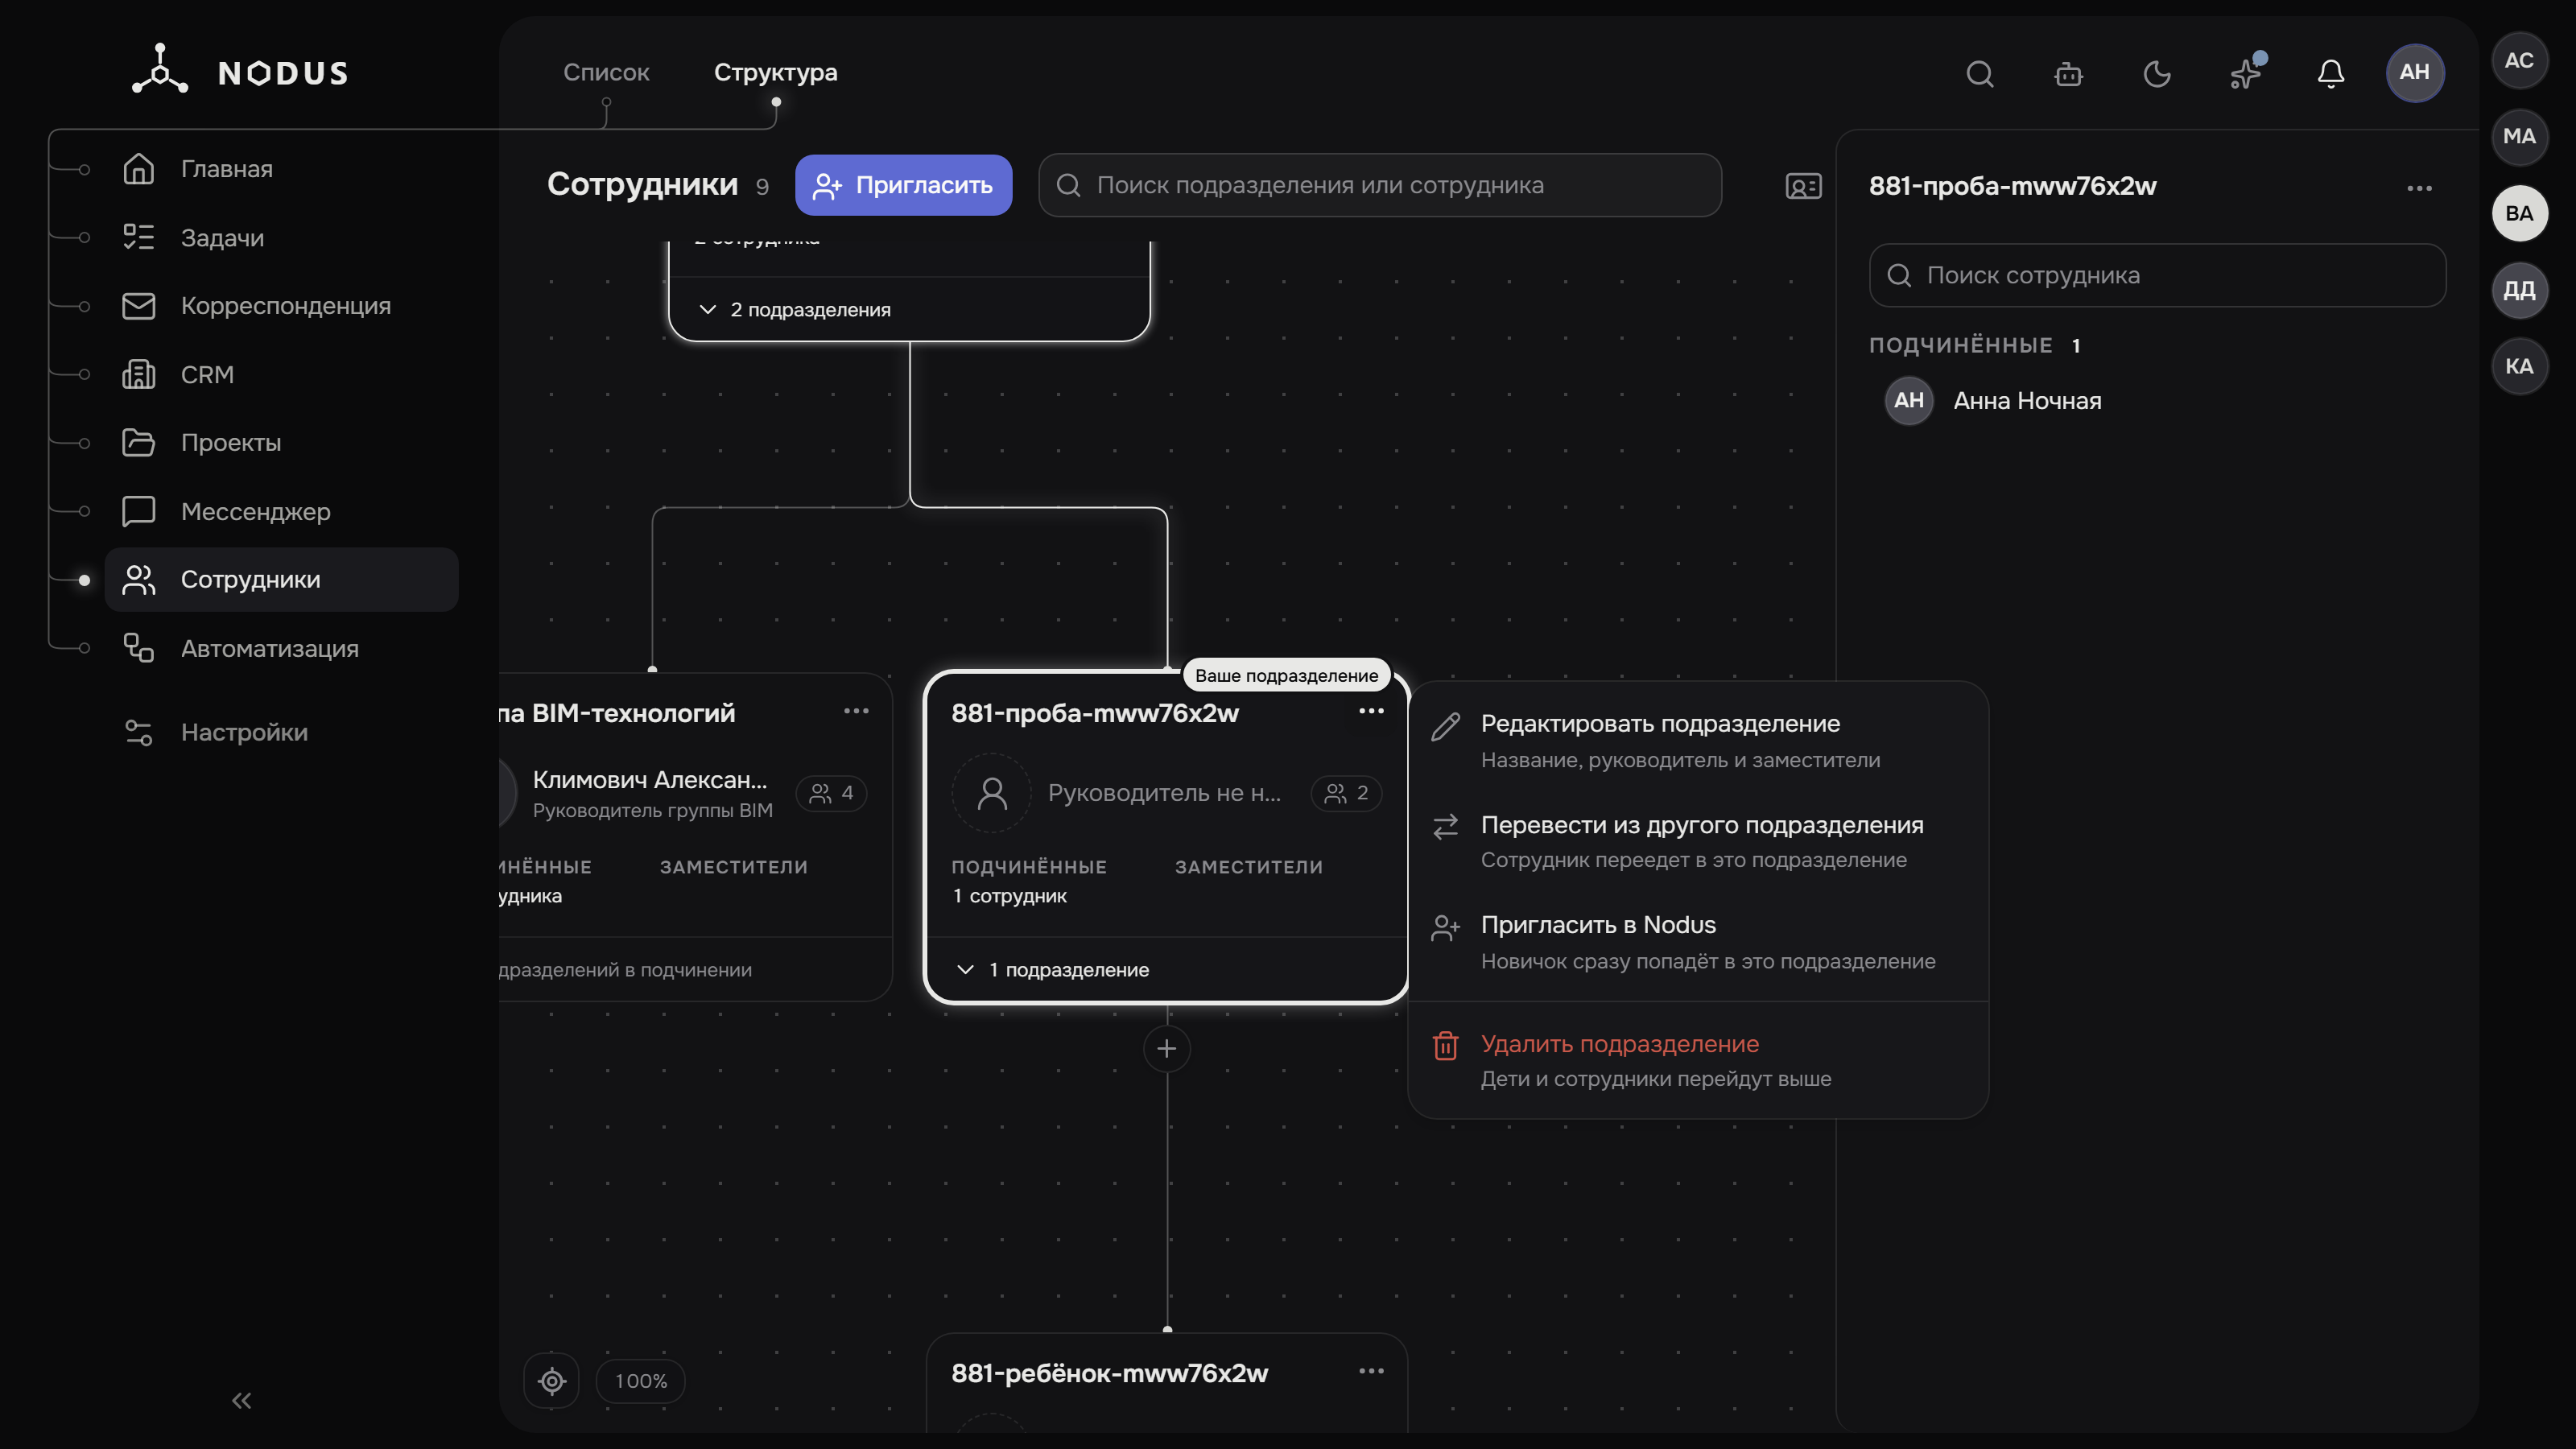 NODUS
Список
Структура
АН
АС
МА
ВА
ДД
КА
Главная
Задачи
Корреспонденция
CRM
Проекты
Мессенджер
Сотрудники
Автоматизация
Настройки
Сотрудники 9
Пригласить
Поиск подразделения или сотрудника
2 сотрудника
2 подразделения
па BIM-технологий
Климович Алексан...
Руководитель группы BIM
4
ИНЁННЫЕ
ЗАМЕСТИТЕЛИ
удника
дразделений в подчинении
Ваше подразделение
881-проба-mww76x2w
Руководитель не н...
2
ПОДЧИНЁННЫЕ
ЗАМЕСТИТЕЛИ
1 сотрудник
1 подразделение
Редактировать подразделение
Название, руководитель и заместители
Перевести из другого подразделения
Сотрудник переедет в это подразделение
Пригласить в Nodus
Новичок сразу попадёт в это подразделение
Удалить подразделение
Дети и сотрудники перейдут выше
881-ребёнок-mww76x2w
100%
881-проба-mww76x2w
Поиск сотрудника
ПОДЧИНЁННЫЕ 1
АН
Анна Ночная